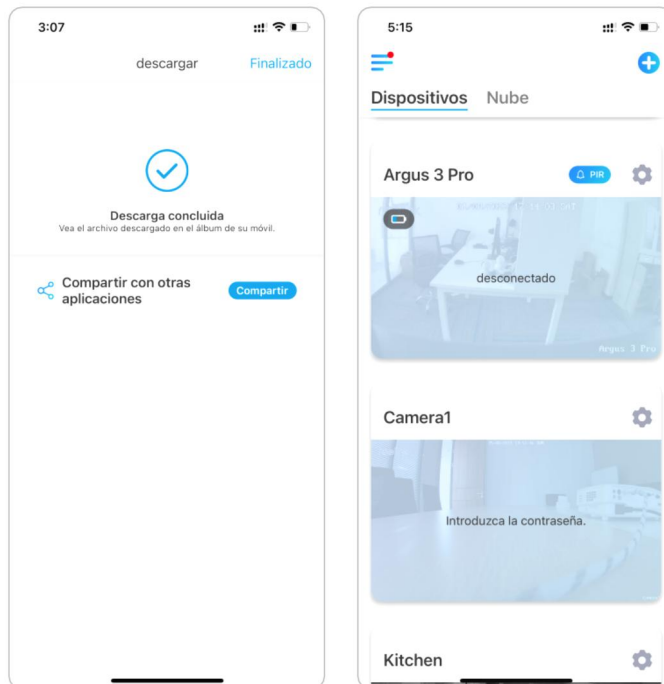 3:07
descargar
Finalizado
Descarga concluida
Vea el archivo descargado en el álbum de su móvil.
Compartir con otras
aplicaciones
Compartir
5:15
Dispositivos
Nube
Argus 3 Pro
PIR
desconectado
Argus 3 Pro
Camera1
Introduzca la contraseña.
Kitchen